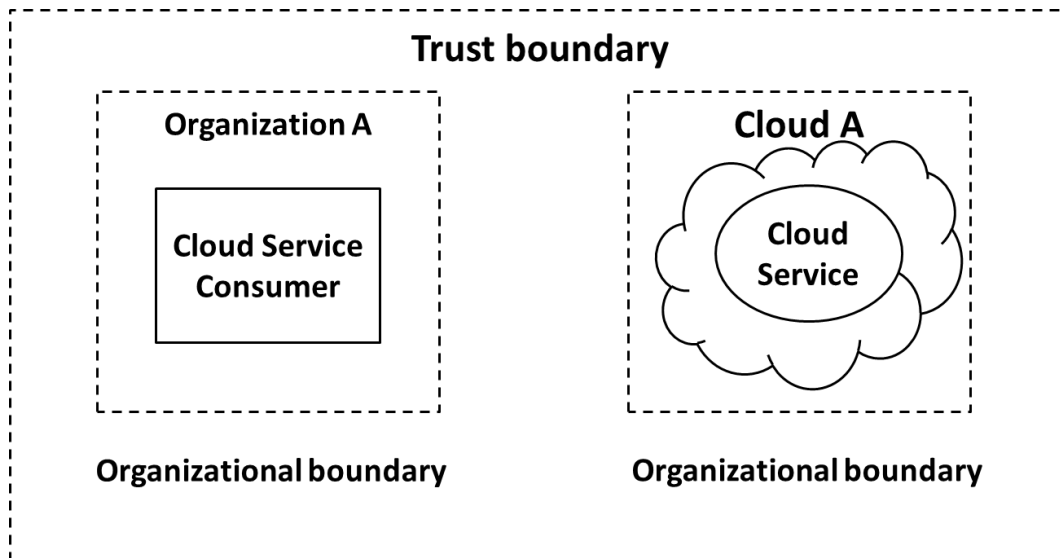 Trust boundary
Organization A
Cloud A
Cloud Service
Consumer
Cloud
Service
Organizational boundary
Organizational boundary